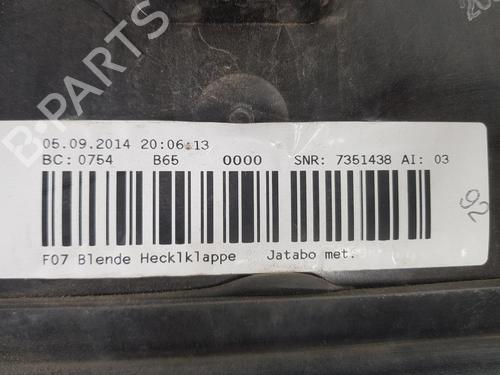 05.09.2014 20:06:13
BC: 0754 B65 0000 SNR: 7351438 AI: 03
F07 Blende Hecklklappe Jatabo met.
92
B-PARTS